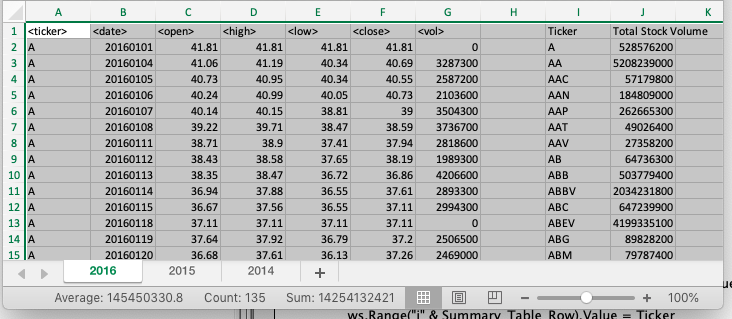 A B C D E F G H I J K
1 <ticker> <date> <open> <high> <low> <close> <vol> Ticker Total Stock Volume
2 A 20160101 41.81 41.81 41.81 41.81 0 A 528576200
3 A 20160104 41.06 41.19 40.34 40.69 3287300 AA 5208239000
4 A 20160105 40.73 40.95 40.34 40.55 2587200 AAC 57179800
5 A 20160106 40.24 40.99 40.05 40.73 2103600 AAN 184809000
6 A 20160107 40.14 40.15 38.81 39 3504300 AAP 262665300
7 A 20160108 39.22 39.71 38.47 38.59 3736700 AAT 49026400
8 A 20160111 38.71 38.9 37.41 37.94 2818600 AAV 27358200
9 A 20160112 38.43 38.58 37.65 38.19 1989300 AB 64736300
10 A 20160113 38.35 38.47 36.72 36.86 4206600 ABB 503779400
11 A 20160114 36.94 37.88 36.55 37.61 2893300 ABBV 2034231800
12 A 20160115 36.67 37.56 36.55 37.11 2994300 ABC 647239900
13 A 20160118 37.11 37.11 37.11 37.11 0 ABEV 4199335100
14 A 20160119 37.64 37.92 36.79 37.2 2506500 ABG 89828200
15 A 20160120 36.68 37.61 36.13 37.26 2469000 ABM 79787400
2016 2015 2014 +
Average: 145450330.8 Count: 135 Sum: 14254132421 − + 100%
ws.Range("j" & Summary_Table_Row).Value = Ticker